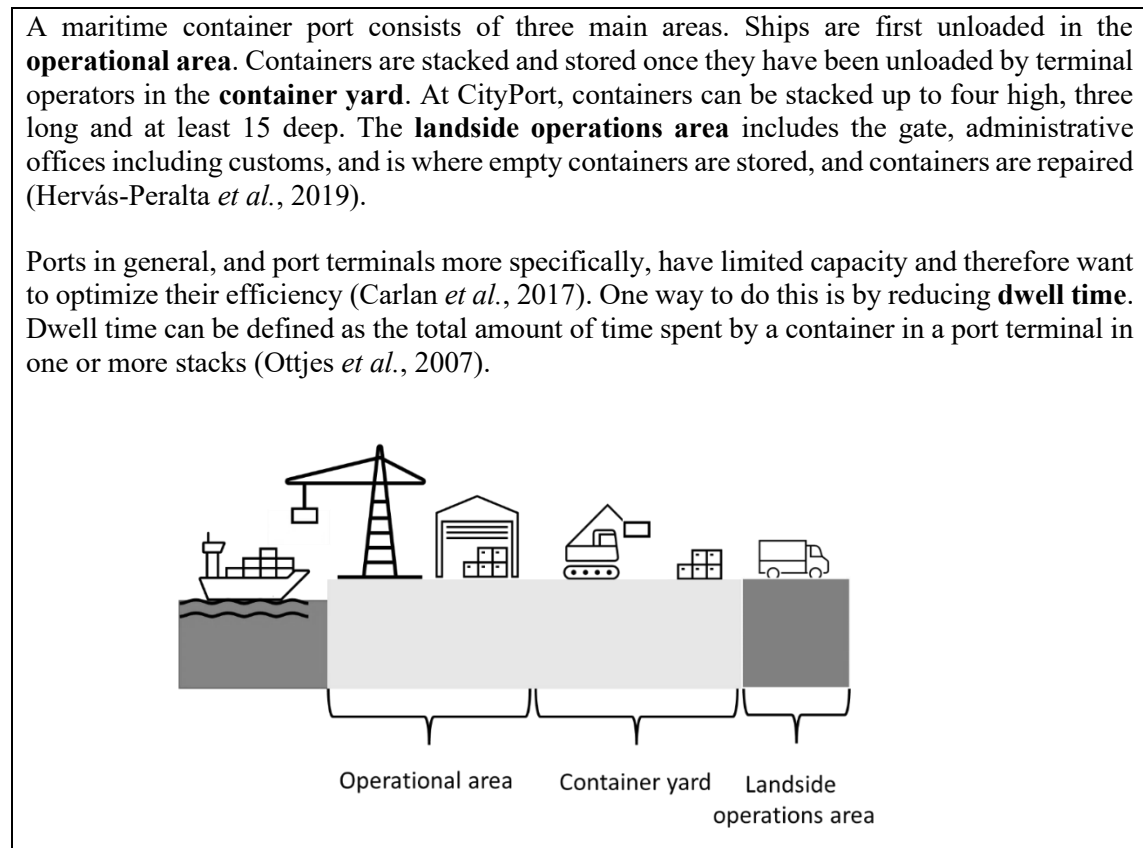 A maritime container port consists of three main areas. Ships are first unloaded in the
operational area. Containers are stacked and stored once they have been unloaded by terminal
operators in the container yard. At CityPort, containers can be stacked up to four high, three
long and at least 15 deep. The landside operations area includes the gate, administrative
offices including customs, and is where empty containers are stored, and containers are repaired
(Hervás-Peralta et al., 2019).
Ports in general, and port terminals more specifically, have limited capacity and therefore want
to optimize their efficiency (Carlan et al., 2017). One way to do this is by reducing dwell time.
Dwell time can be defined as the total amount of time spent by a container in a port terminal in
one or more stacks (Ottjes et al., 2007).
Operational area
Container yard
Landside
operations area